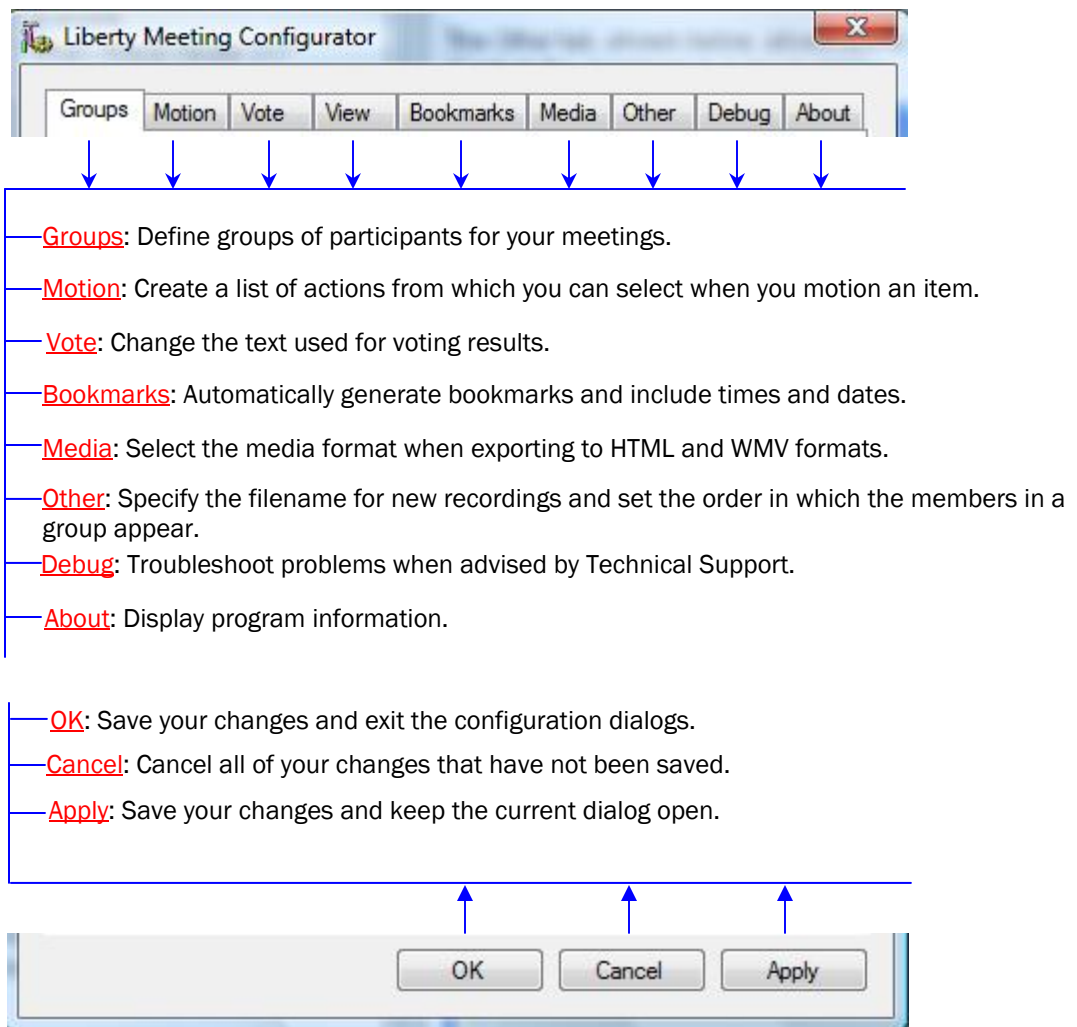 Liberty Meeting Configurator
Groups Motion Vote View Bookmarks Media Other Debug About
Groups: Define groups of participants for your meetings.
Motion: Create a list of actions from which you can select when you motion an item.
Vote: Change the text used for voting results.
Bookmarks: Automatically generate bookmarks and include times and dates.
Media: Select the media format when exporting to HTML and WMV formats.
Other: Specify the filename for new recordings and set the order in which the members in a
group appear.
Debug: Troubleshoot problems when advised by Technical Support.
About: Display program information.
OK: Save your changes and exit the configuration dialogs.
Cancel: Cancel all of your changes that have not been saved.
Apply: Save your changes and keep the current dialog open.
OK Cancel Apply